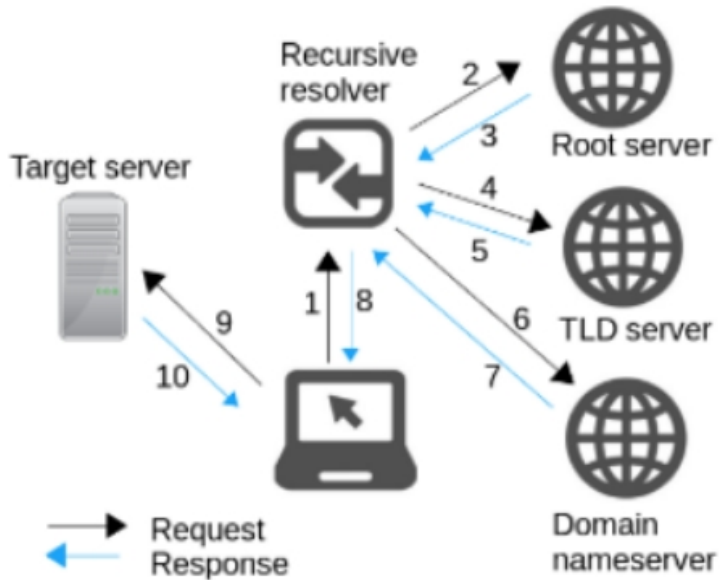 Recursive
resolver
2
3
Root server
Target server
4
5
1
8
9
6
TLD server
10
7
Domain
nameserver
Request
Response